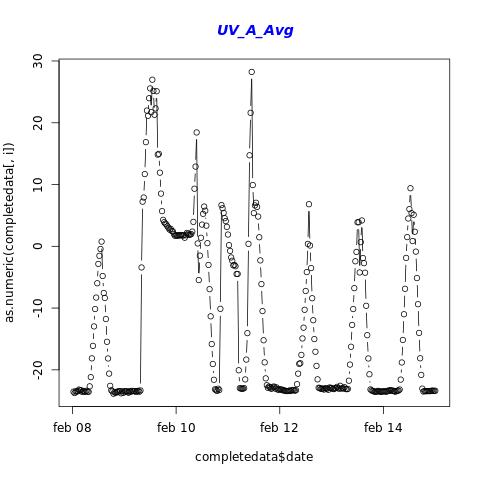 UV_A_Avg
as.numeric(completedata[, i])
30
20
10
0
-10
-20
feb 08
feb 10
feb 12
feb 14
completedata$date